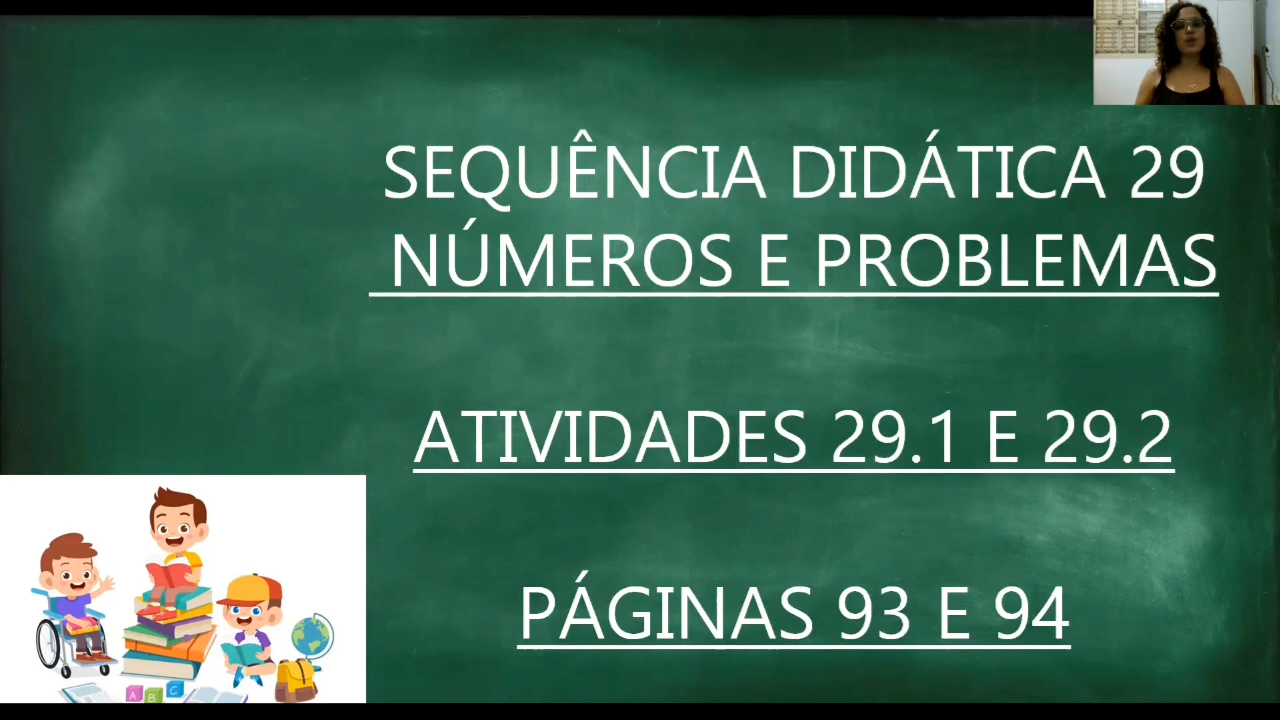 SEQUÊNCIA DIDÁTICA 29
NÚMEROS E PROBLEMAS
ATIVIDADES 29.1 E 29.2
PÁGINAS 93 E 94
A B C